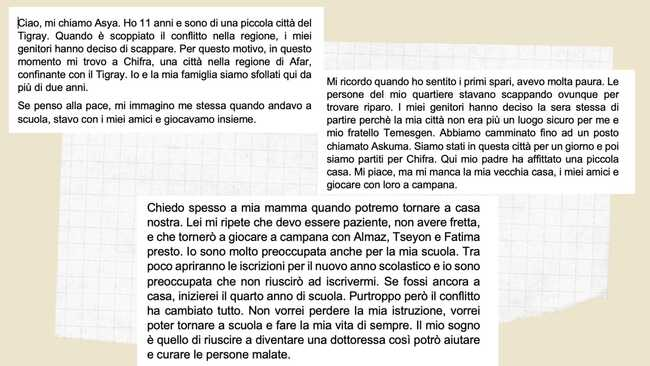 Ciao, mi chiamo Asya. Ho 11 anni e sono di una piccola città del
Tigray. Quando è scoppiato il conflitto nella regione, i miei
genitori hanno deciso di scappare. Per questo motivo, in questo
momento mi trovo a Chifra, una città nella regione di Afar,
confinante con il Tigray. Io e la mia famiglia siamo sfollati qui da
più di due anni.
Se penso alla pace, mi immagino me stessa quando andavo a
scuola, stavo con i miei amici e giocavamo insieme.
Mi ricordo quando ho sentito i primi spari, avevo molta paura. Le
persone del mio quartiere stavano scappando ovunque per
trovare riparo. I miei genitori hanno deciso la sera stessa di
partire perchè la mia città non era più un luogo sicuro per me e
mio fratello Temesgen. Abbiamo camminato fino ad un posto
chiamato Askuma. Siamo stati in questa città per un giorno e poi
siamo partiti per Chifra. Qui mio padre ha affittato una piccola
casa. Mi piace, ma mi manca la mia vecchia casa, i miei amici e
giocare con loro a campana.
Chiedo spesso a mia mamma quando potremo tornare a casa
nostra. Lei mi ripete che devo essere paziente, non avere fretta,
e che tornerò a giocare a campana con Almaz, Tseyon e Fatima
presto. Io sono molto preoccupata anche per la mia scuola. Tra
poco apriranno le iscrizioni per il nuovo anno scolastico e io sono
preoccupata che non riuscirò ad iscrivermi. Se fossi ancora a
casa, inizierei il quarto anno di scuola. Purtroppo però il conflitto
ha cambiato tutto. Non vorrei perdere la mia istruzione, vorrei
poter tornare a scuola e fare la mia vita di sempre. Il mio sogno
è quello di riuscire a diventare una dottoressa così potrò aiutare
e curare le persone malate.